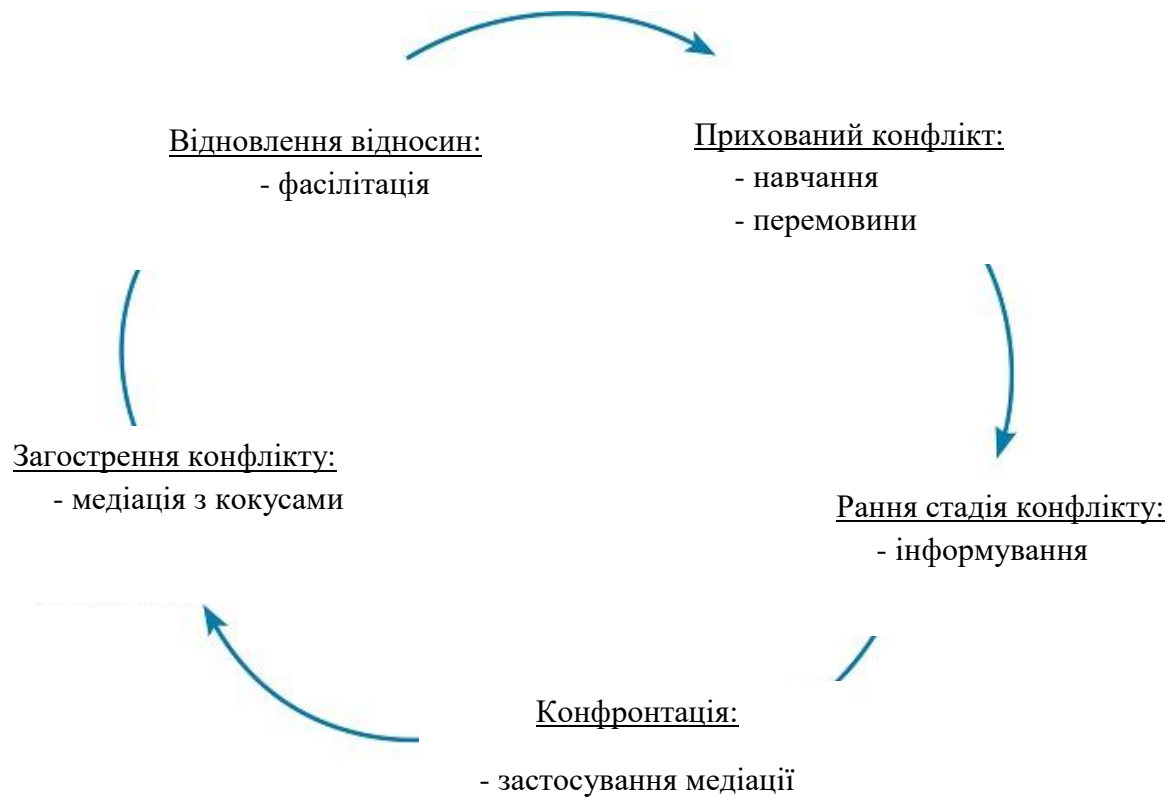 Відновлення відносин:
- фасілітація
Прихований конфлікт:
- навчання
- перемовини
Загострення конфлікту:
- медіація з кокусами
Рання стадія конфлікту:
- інформування
Конфронтація:
- застосування медіації